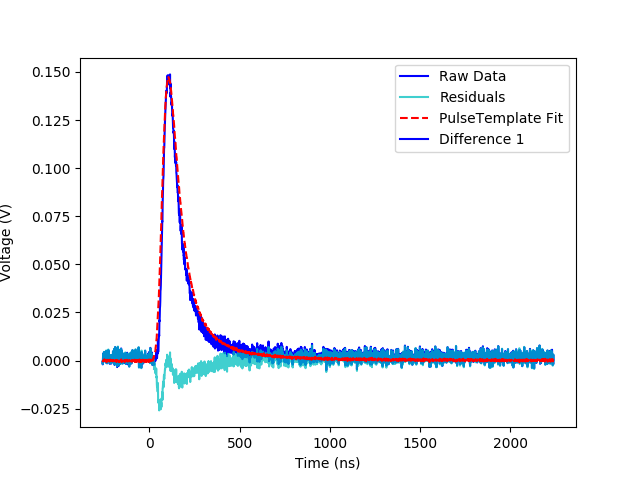 0.150
0.125
0.100
0.075
0.050
0.025
0.000
−0.025
Voltage (V)
0
500
1000
1500
2000
Time (ns)
Raw Data
Residuals
PulseTemplate Fit
Difference 1